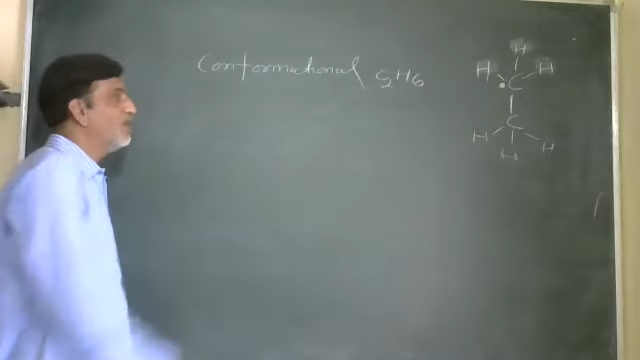 Conformational C2H6
H
H C H
C
H H H